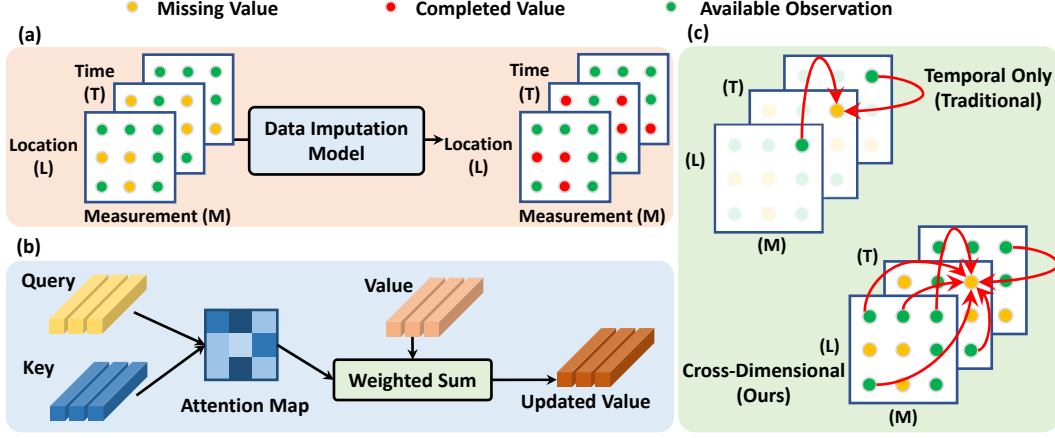 Missing Value
Completed Value
Available Observation
(a)
Time
(T)
Location
(L)
Measurement (M)
Data Imputation
Model
Time
(T)
Location
(L)
Measurement (M)
(b)
Query
Key
Attention Map
Value
Weighted Sum
Updated Value
(c)
(T)
(L)
(M)
Temporal Only
(Traditional)
(T)
(L)
(M)
Cross-Dimensional
(Ours)